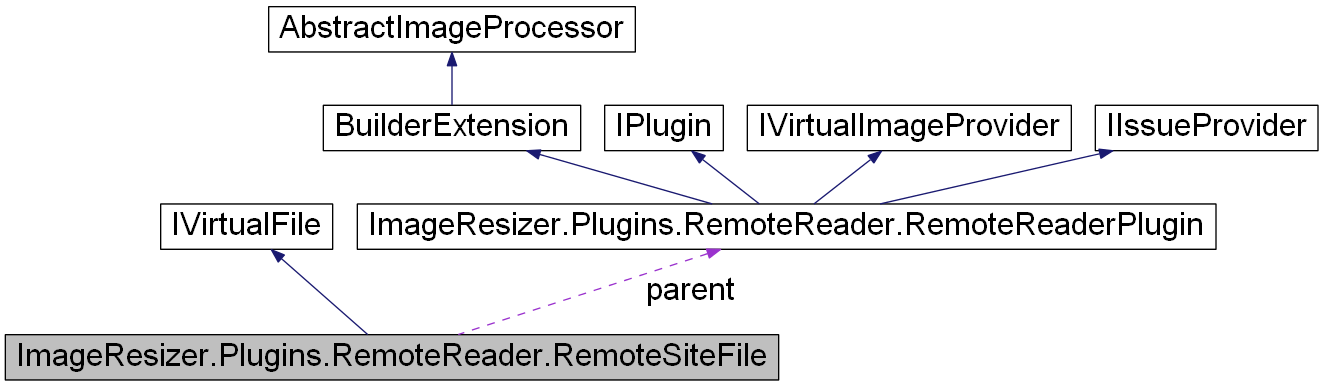 AbstractImageProcessor
BuilderExtension
IPlugin
IVirtualImageProvider
IIssueProvider
IVirtualFile
ImageResizer.Plugins.RemoteReader.RemoteReaderPlugin
parent
ImageResizer.Plugins.RemoteReader.RemoteSiteFile